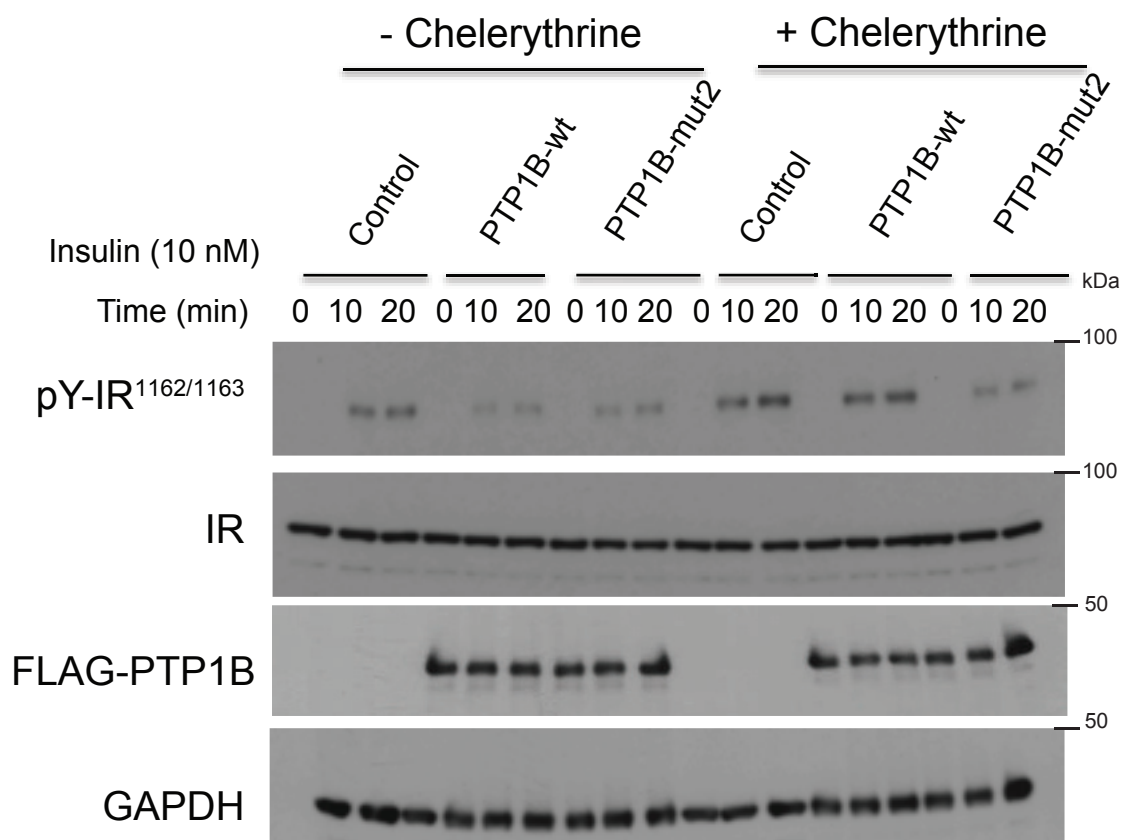 - Chelerythrine + Chelerythrine
Control PTP1B-wt PTP1B-mut2 Control PTP1B-wt PTP1B-mut2
Insulin (10 nM)
kDa
Time (min) 0 10 20 0 10 20 0 10 20 0 10 20 0 10 20 0 10 20
100
pY-IR1162/1163
100
IR
50
FLAG-PTP1B
50
GAPDH